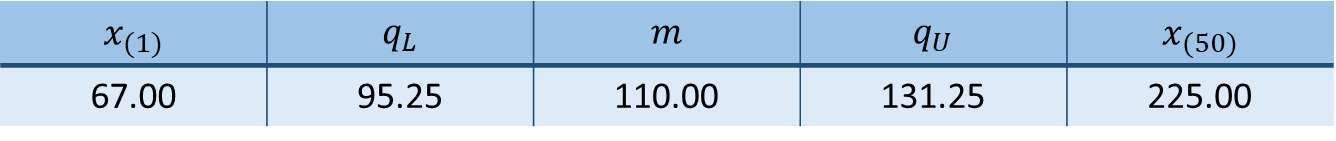 x(1) qL m qU x(50)
67.00 95.25 110.00 131.25 225.00